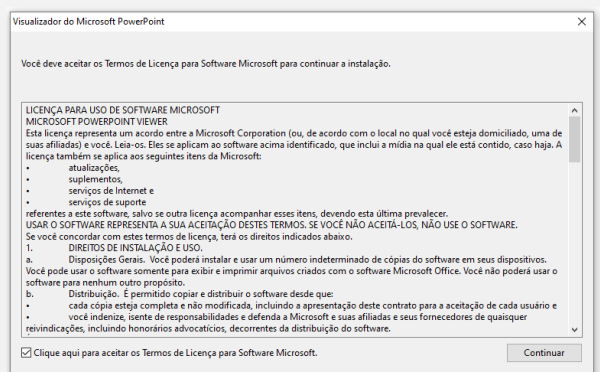 Visualizador do Microsoft PowerPoint
Você deve aceitar os Termos de Licença para Software Microsoft para continuar a instalação.
LICENÇA PARA USO DE SOFTWARE MICROSOFT
MICROSOFT POWERPOINT VIEWER
Esta licença representa um acordo entre a Microsoft Corporation (ou, de acordo com o local no qual você esteja domiciliado, uma de
suas afiliadas) e você. Leia-os. Eles se aplicam ao software acima identificado, que inclui a mídia na qual ele está contido, caso haja. A
licença também se aplica aos seguintes itens da Microsoft:
• atualizações,
• suplementos,
• serviços de Internet e
• serviços de suporte
referentes a este software, salvo se outra licença acompanhar esses itens, devendo esta última prevalecer.
USAR O SOFTWARE REPRESENTA A SUA ACEITAÇÃO DESTES TERMOS. SE VOCÊ NÃO ACEITÁ-LOS, NÃO USE O SOFTWARE.
Se você concordar com estes termos de licença, terá os direitos indicados abaixo.
1. DIREITOS DE INSTALAÇÃO E USO.
a. Disposições Gerais. Você poderá instalar e usar um número indeterminado de cópias do software em seus dispositivos.
Você pode usar o software somente para exibir e imprimir arquivos criados com o software Microsoft Office. Você não poderá usar o
software para nenhum outro propósito.
b. Distribuição. É permitido copiar e distribuir o software desde que:
• cada cópia esteja completa e não modificada, incluindo a apresentação deste contrato para a aceitação de cada usuário e
• você indenize, isente de responsabilidades e defenda a Microsoft e suas afiliadas e seus fornecedores de quaisquer
reivindicações, incluindo honorários advocatícios, decorrentes da distribuição do software.
Clique aqui para aceitar os Termos de Licença para Software Microsoft.
Continuar